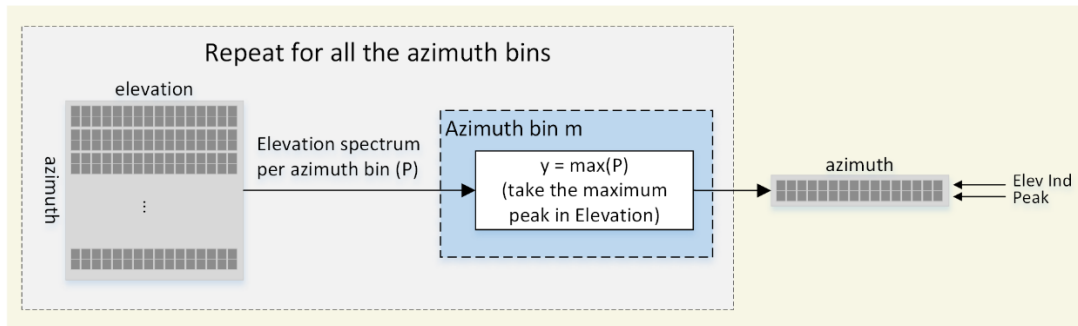 Repeat for all the azimuth bins
elevation
azimuth
...
Elevation spectrum
per azimuth bin (P)
Azimuth bin m
y = max(P)
(take the maximum
peak in Elevation)
azimuth
Elev Ind
Peak